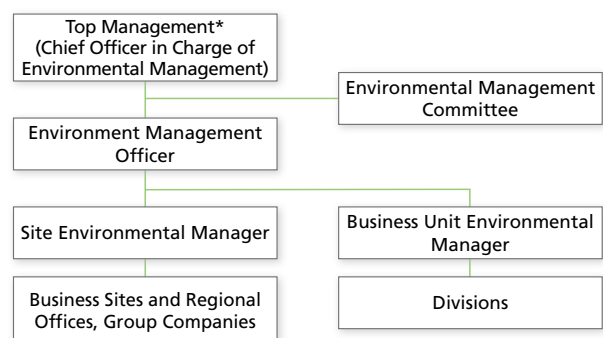 Top Management*
(Chief Officer in Charge of
Environmental Management)
Environmental Management
Committee
Environment Management
Officer
Site Environmental Manager
Business Unit Environmental
Manager
Business Sites and Regional
Offices, Group Companies
Divisions